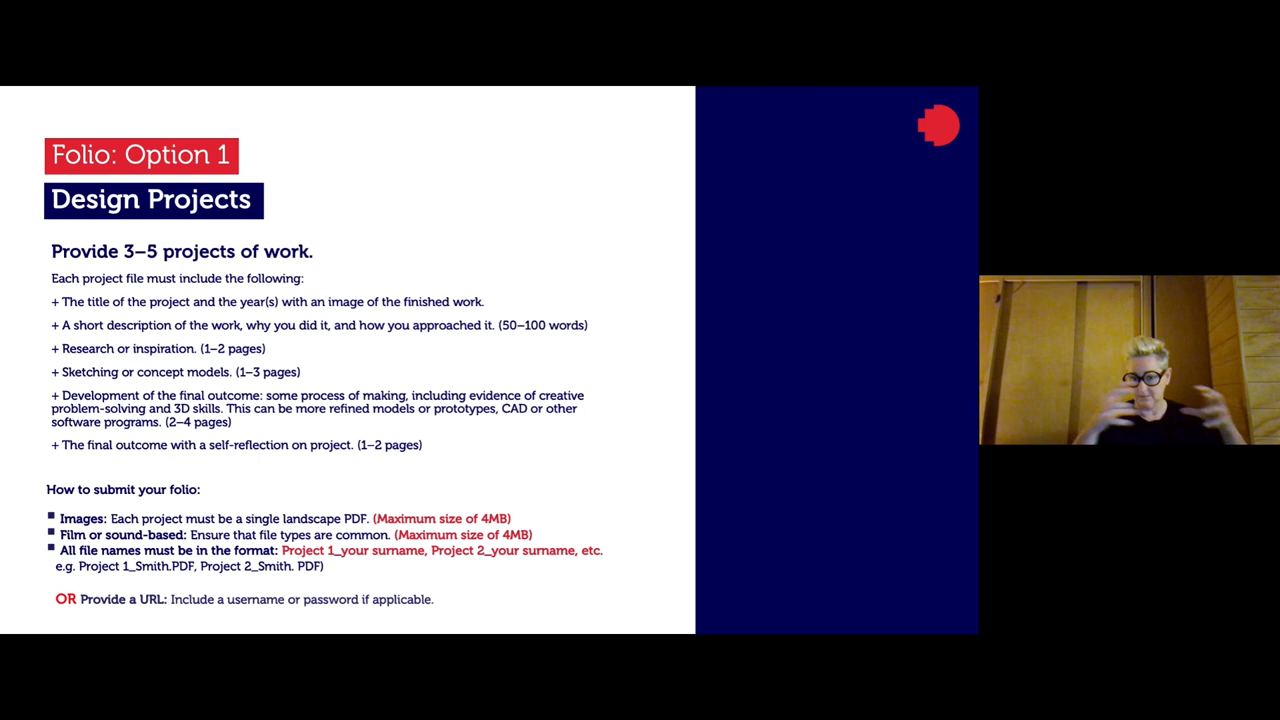 Folio: Option 1
Design Projects
Provide 3–5 projects of work.
Each project file must include the following:
+ The title of the project and the year(s) with an image of the finished work.
+ A short description of the work, why you did it, and how you approached it. (50–100 words)
+ Research or inspiration. (1–2 pages)
+ Sketching or concept models. (1–3 pages)
+ Development of the final outcome: some process of making, including evidence of creative
problem-solving and 3D skills. This can be more refined models or prototypes, CAD or other
software programs. (2–4 pages)
+ The final outcome with a self-reflection on project. (1–2 pages)
How to submit your folio:
▪ Images: Each project must be a single landscape PDF. (Maximum size of 4MB)
▪ Film or sound-based: Ensure that file types are common. (Maximum size of 4MB)
▪ All file names must be in the format: Project 1_your surname, Project 2_your surname, etc.
e.g. Project 1_Smith.PDF, Project 2_Smith. PDF)
OR Provide a URL: Include a username or password if applicable.